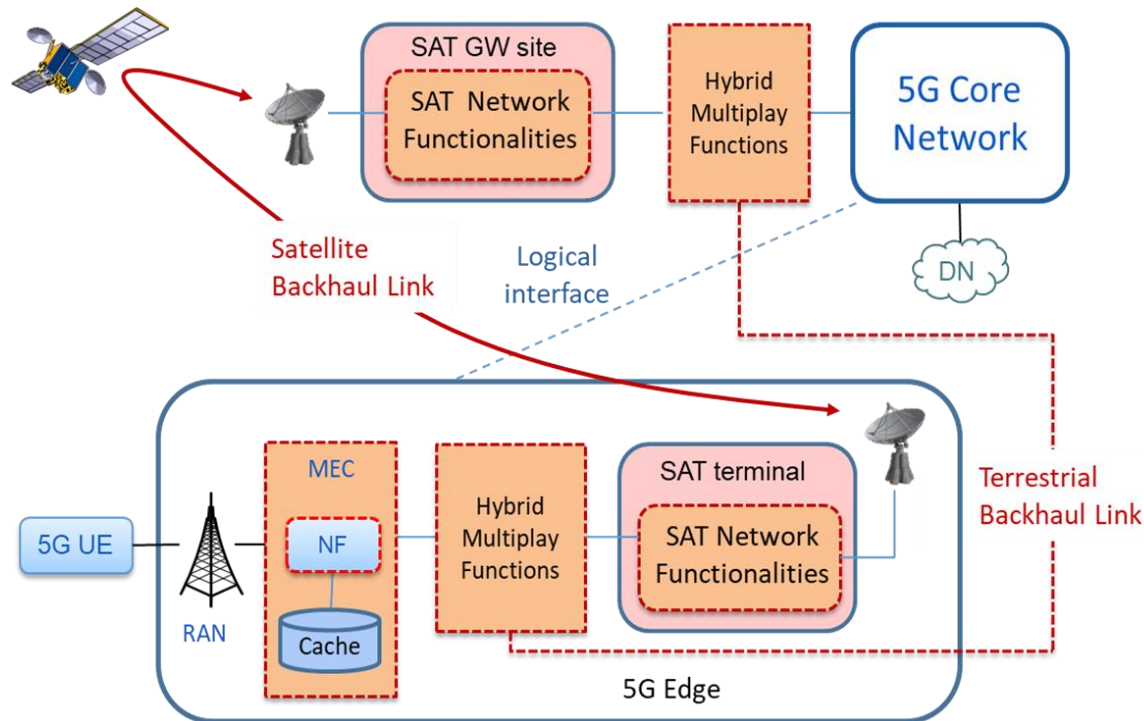 SAT GW site
SAT Network
Functionalities
Hybrid
Multiplay
Functions
5G Core
Network
Satellite
Backhaul Link
Logical
interface
DN
MEC
Hybrid
Multiplay
Functions
SAT terminal
SAT Network
Functionalities
Terrestrial
Backhaul Link
5G UE
NF
RAN
Cache
5G Edge